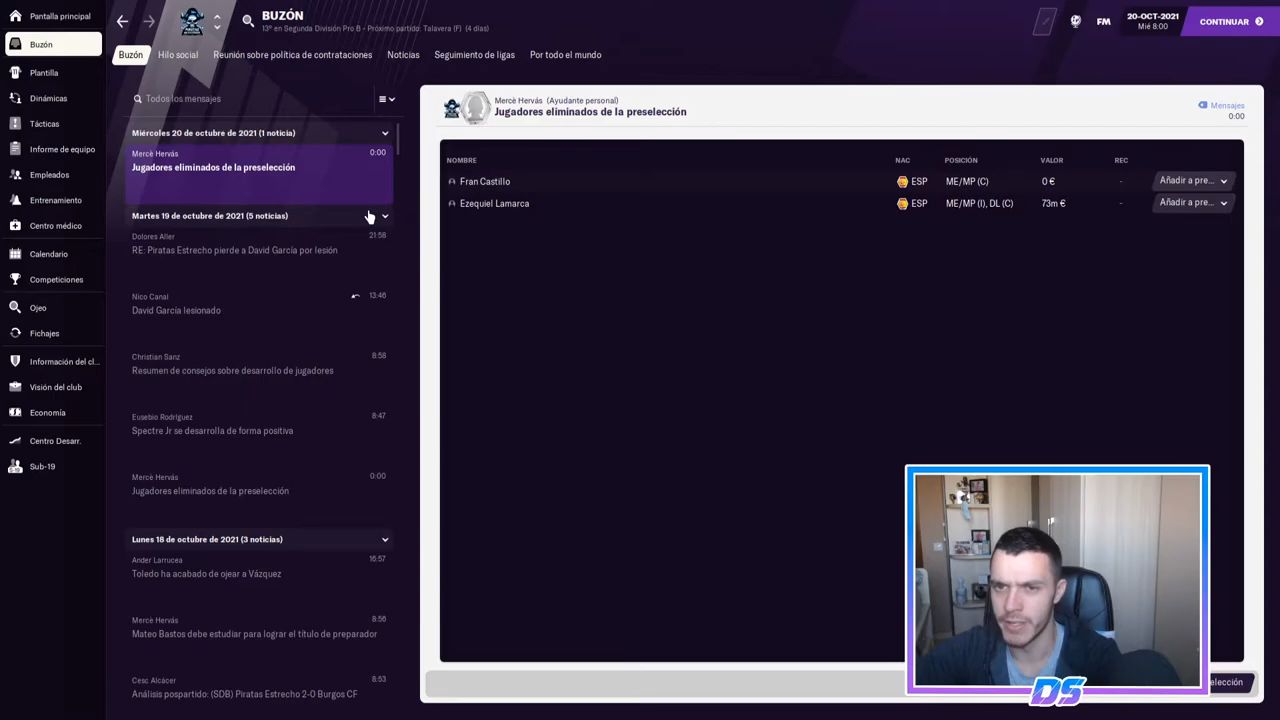 Pantalla principal
Buzón
Plantilla
Dinámicas
Tácticas
Informe de equipo
Empleados
Entrenamiento
Centro médico
Calendario
Competiciones
Ojeo
Fichajes
Información del cl...
Visión del club
Economía
Centro Desarr.
Sub-19
BUZÓN
13º en Segunda División Pro B - Próximo partido: Talavera (F) (4 días)
FM
20-OCT-2021
Mié 8:00
CONTINUAR
Buzón
Hilo social
Reunión sobre política de contrataciones
Noticias
Seguimiento de ligas
Por todo el mundo
Todos los mensajes
Miércoles 20 de octubre de 2021 (1 noticia)
Mercè Hervás 0:00
Jugadores eliminados de la preselección
Martes 19 de octubre de 2021 (5 noticias)
Dolores Aller 21:58
RE: Piratas Estrecho pierde a David García por lesión
Nico Canal 13:46
David García lesionado
Christian Sanz 8:58
Resumen de consejos sobre desarrollo de jugadores
Eusebio Rodríguez 8:47
Spectre Jr se desarrolla de forma positiva
Mercè Hervás 0:00
Jugadores eliminados de la preselección
Lunes 18 de octubre de 2021 (3 noticias)
Ander Larrucea 16:57
Toledo ha acabado de ojear a Vázquez
Mercè Hervás 8:56
Mateo Bastos debe estudiar para lograr el título de preparador
Cesc Alcácer 8:53
Análisis pospartido: (SDB) Piratas Estrecho 2-0 Burgos CF
Mercè Hervás (Ayudante personal)
Jugadores eliminados de la preselección
Mensajes
0:00
NOMBRE NAC POSICIÓN VALOR REC
Fran Castillo ESP ME/MP (C) 0 € - Añadir a pre...
Ezequiel Lamarca ESP ME/MP (I), DL (C) 73m € - Añadir a pre...
elección
DS